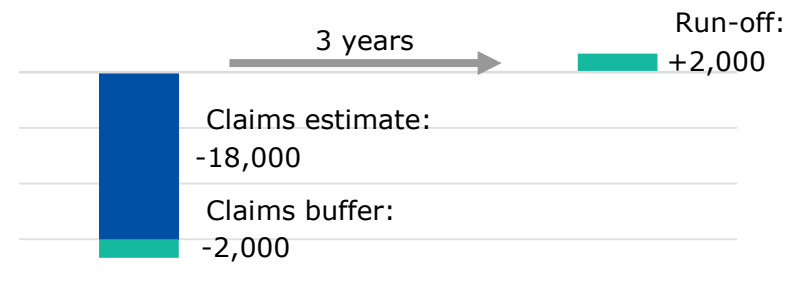 3 years
Run-off:
+2,000
Claims estimate:
-18,000
Claims buffer:
-2,000